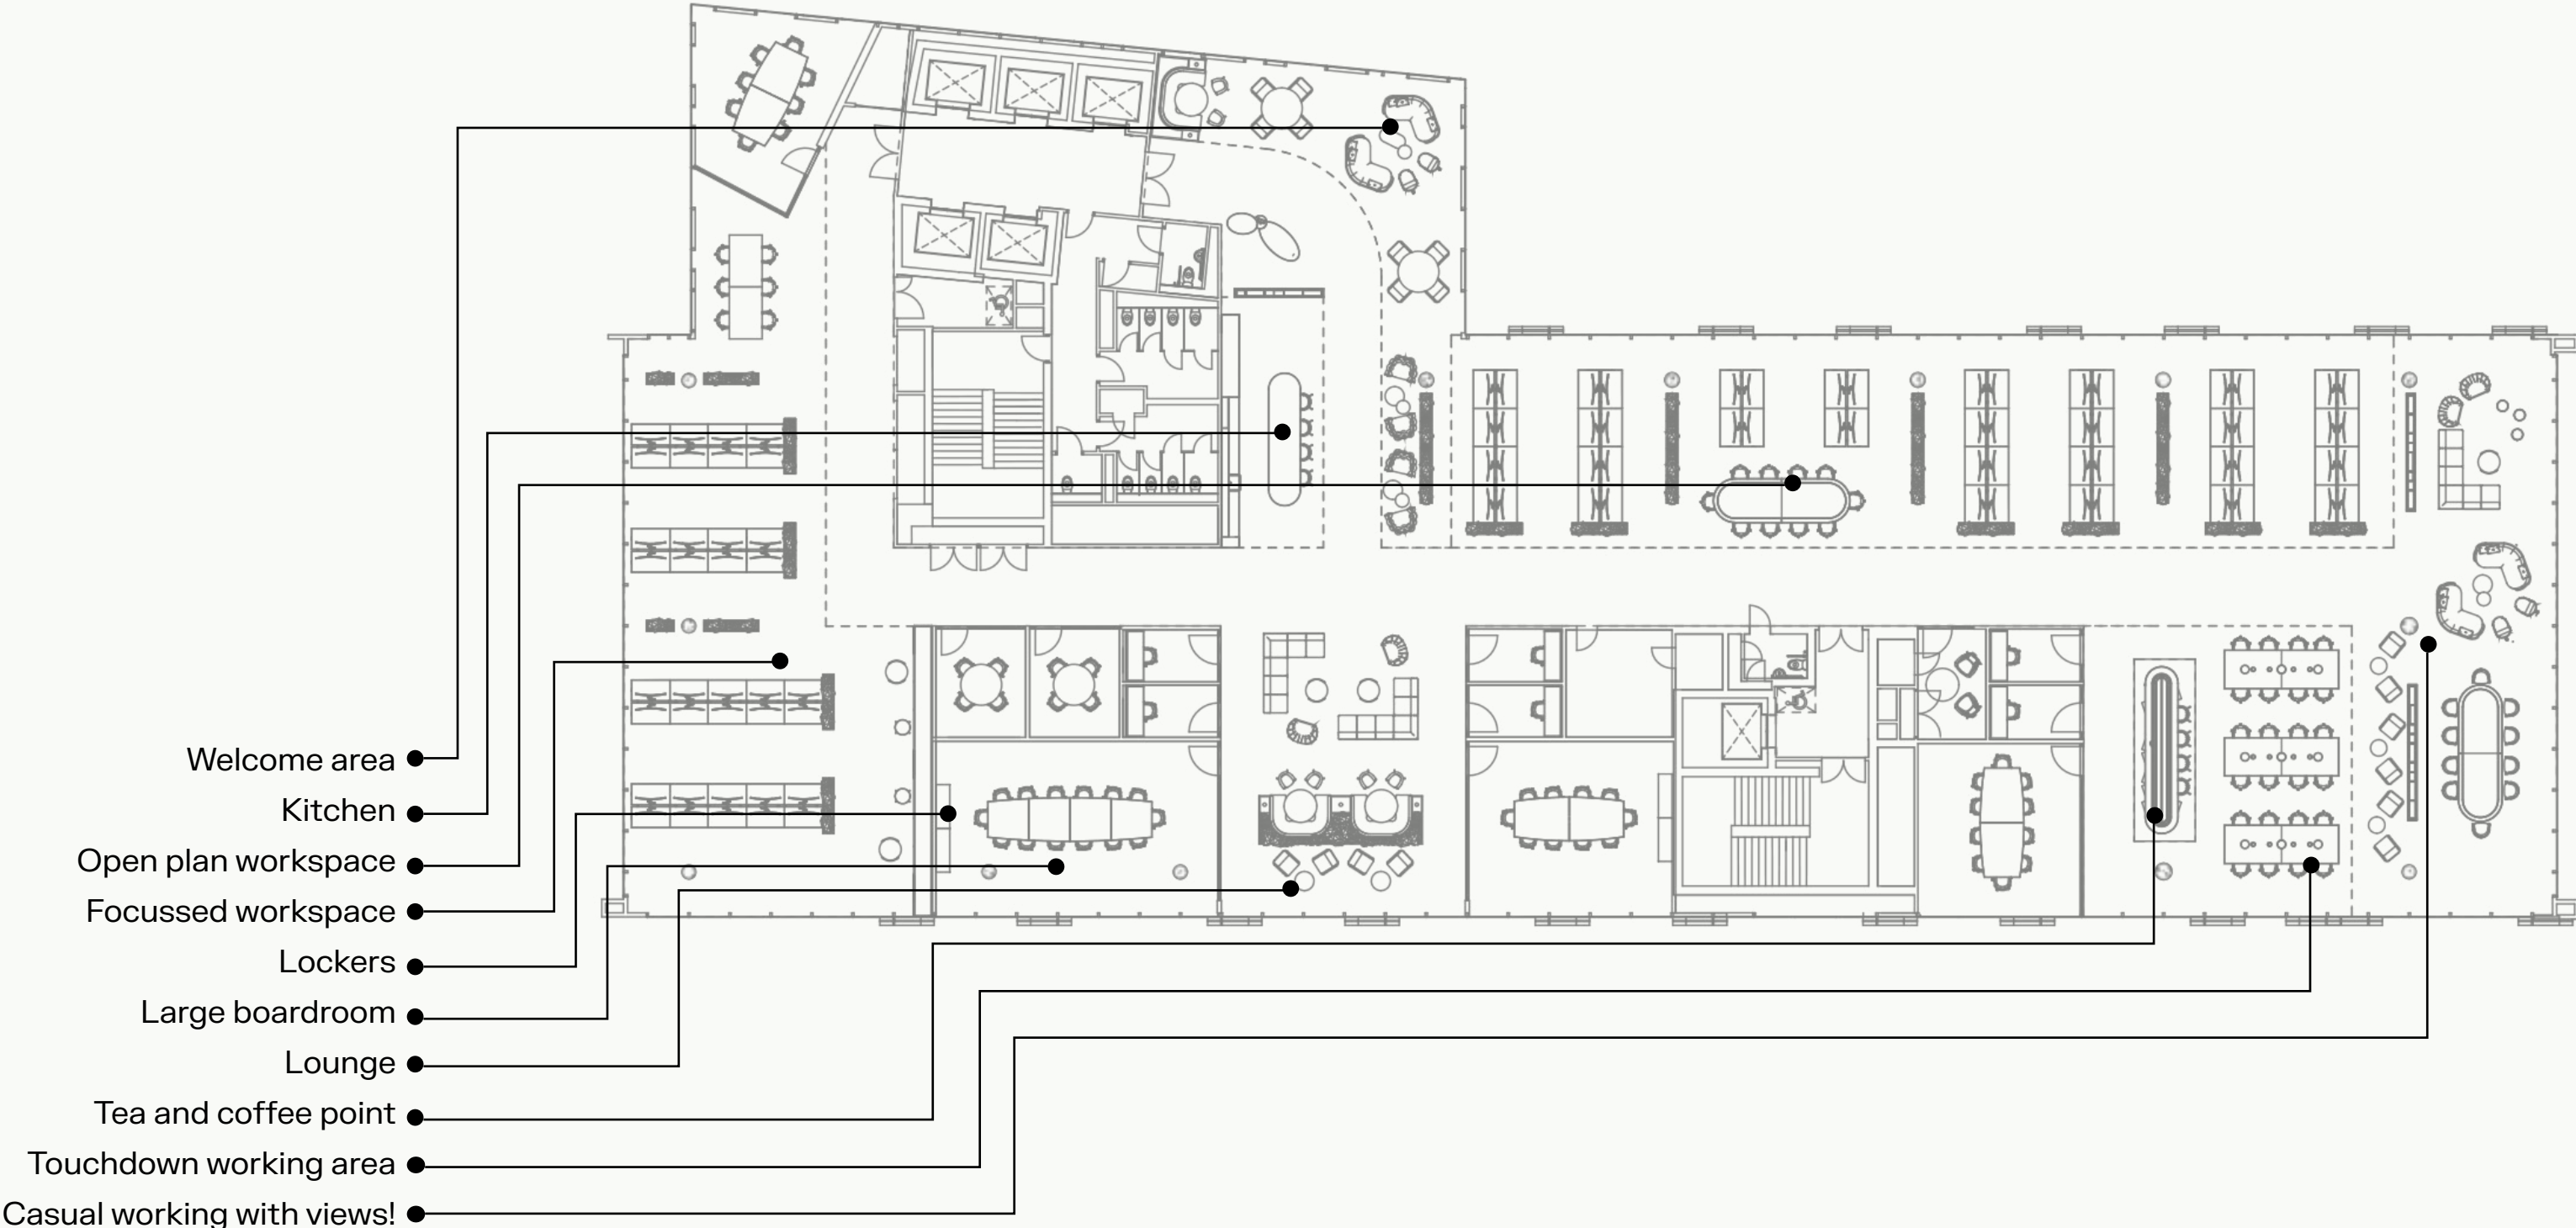 Welcome area
Kitchen
Open plan workspace
Focussed workspace
Lockers
Large boardroom
Lounge
Tea and coffee point
Touchdown working area
Casual working with views!